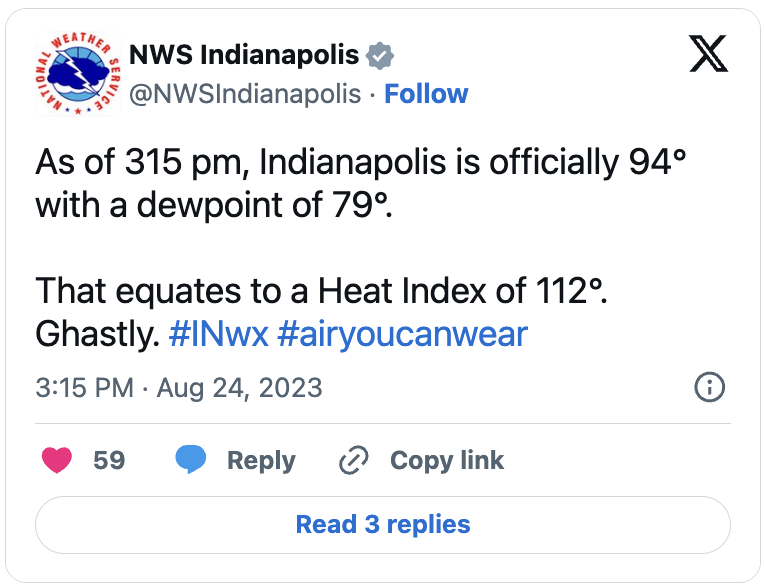 NATIONAL WEATHER SERVICE
NWS Indianapolis
@NWSIndianapolis · Follow
As of 315 pm, Indianapolis is officially 94°
with a dewpoint of 79°.
That equates to a Heat Index of 112°.
Ghastly. #INwx #airyoucanwear
3:15 PM · Aug 24, 2023
59 Reply Copy link
Read 3 replies